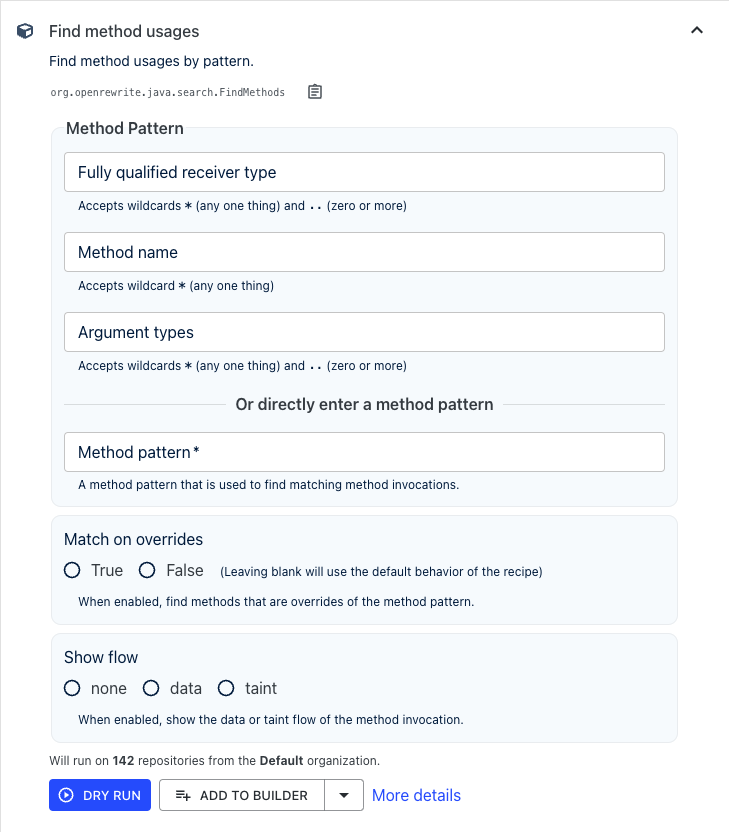 Find method usages
Find method usages by pattern.
org.openrewrite.java.search.FindMethods
Method Pattern
Fully qualified receiver type
Accepts wildcards * (any one thing) and .. (zero or more)
Method name
Accepts wildcard * (any one thing)
Argument types
Accepts wildcards * (any one thing) and .. (zero or more)
Or directly enter a method pattern
Method pattern *
A method pattern that is used to find matching method invocations.
Match on overrides
True False (Leaving blank will use the default behavior of the recipe)
When enabled, find methods that are overrides of the method pattern.
Show flow
none data taint
When enabled, show the data or taint flow of the method invocation.
Will run on 142 repositories from the Default organization.
DRY RUN ADD TO BUILDER More details